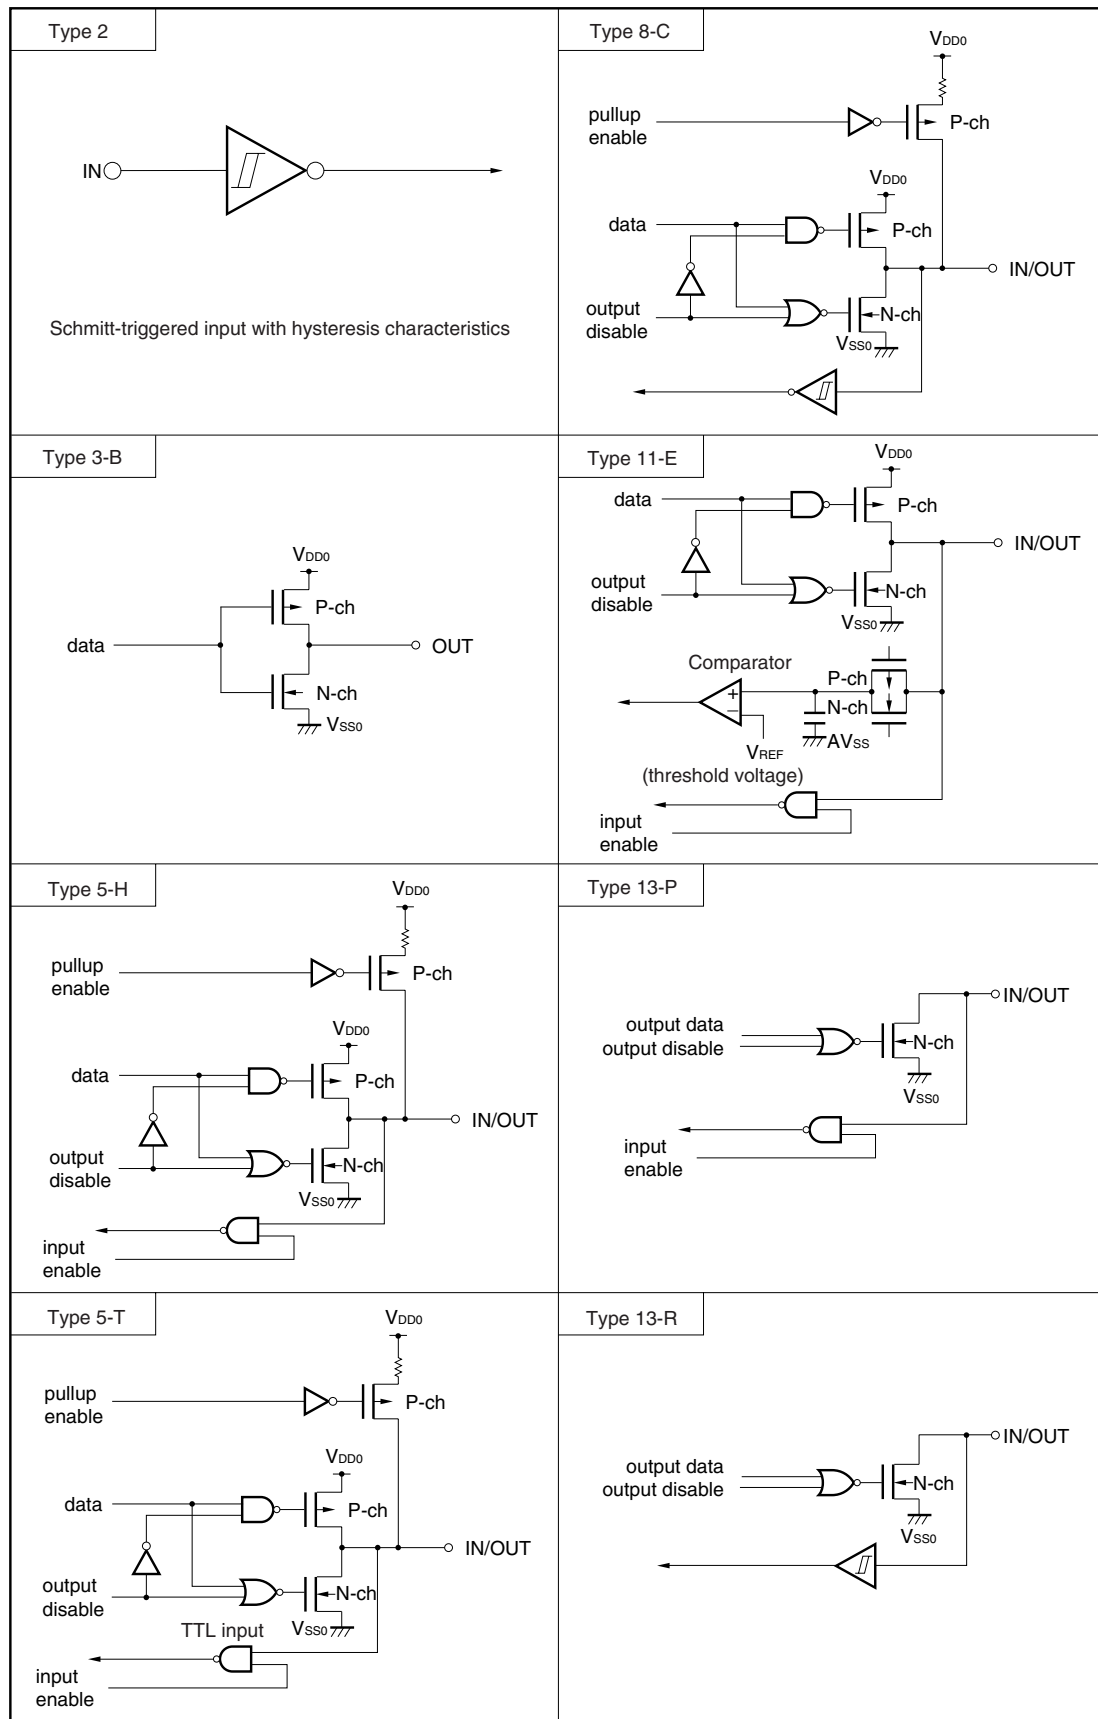 Type 2
IN
Schmitt-triggered input with hysteresis characteristics
Type 8-C
VDD0
pullup
enable
P-ch
VDD0
data
P-ch
IN/OUT
output
disable
N-ch
VSS0
Type 3-B
VDD0
P-ch
data
OUT
N-ch
VSS0
Type 11-E
VDD0
data
P-ch
IN/OUT
output
disable
N-ch
VSS0
Comparator
P-ch
N-ch
+
−
AVSS
VREF
(threshold voltage)
input
enable
Type 5-H
VDD0
pullup
enable
P-ch
VDD0
data
P-ch
IN/OUT
output
disable
N-ch
VSS0
input
enable
Type 13-P
IN/OUT
output data
output disable
N-ch
VSS0
input
enable
Type 5-T
VDD0
pullup
enable
P-ch
VDD0
data
P-ch
IN/OUT
output
disable
N-ch
VSS0
TTL input
input
enable
Type 13-R
IN/OUT
output data
output disable
N-ch
VSS0